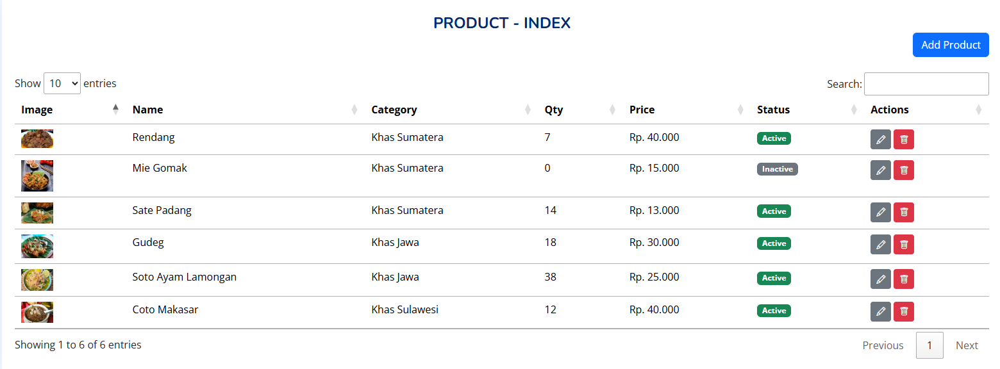 PRODUCT - INDEX
Add Product
Show 10 entries
Search:
Image Name Category Qty Price Status Actions
Rendang Khas Sumatera 7 Rp. 40.000 Active
Mie Gomak Khas Sumatera 0 Rp. 15.000 Inactive
Sate Padang Khas Sumatera 14 Rp. 13.000 Active
Gudeg Khas Jawa 18 Rp. 30.000 Active
Soto Ayam Lamongan Khas Jawa 38 Rp. 25.000 Active
Coto Makasar Khas Sulawesi 12 Rp. 40.000 Active
Showing 1 to 6 of 6 entries
Previous 1 Next